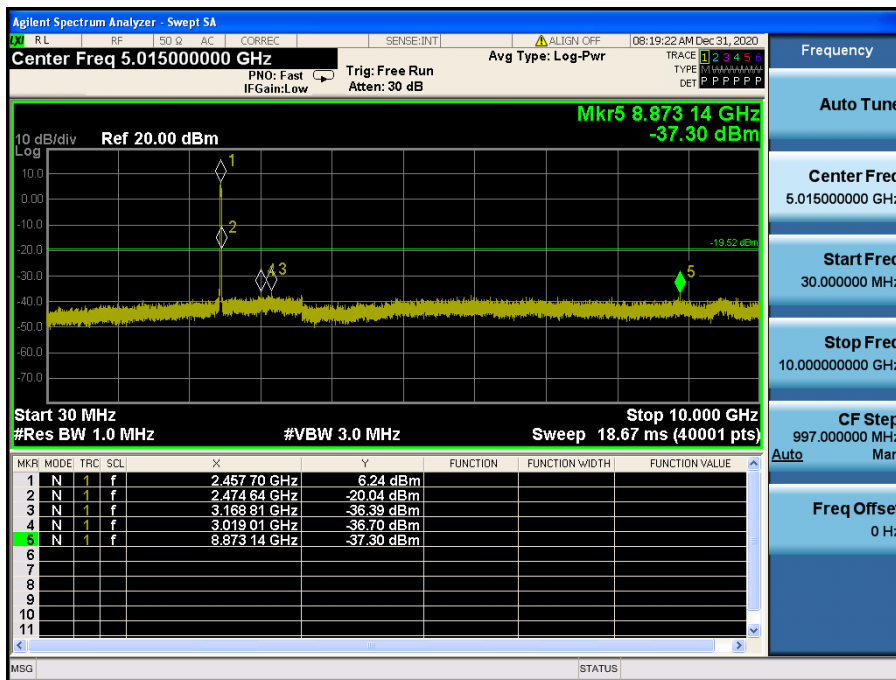 Agilent Spectrum Analyzer - Swept SA
LXI RL RF 50 Ω AC CORREC SENSE:INT ALIGN OFF 08:19:22 AM Dec 31, 2020
Center Freq 5.015000000 GHz
PNO: Fast
IFGain:Low
Trig: Free Run
Atten: 30 dB
Avg Type: Log-Pwr
TRACE 1 2 3 4 5 6
TYPE
DET P P P P P P
Mkr5 8.873 14 GHz
-37.30 dBm
10 dB/div Ref 20.00 dBm
Log
10.0
0.00
-10.0
-20.0
-30.0
-40.0
-50.0
-60.0
-70.0
1
2
4 3
5
-19.52 dBm
Start 30 MHz Stop 10.000 GHz
#Res BW 1.0 MHz #VBW 3.0 MHz Sweep 18.67 ms (40001 pts)
MKR MODE TRC SCL X Y FUNCTION FUNCTION WIDTH FUNCTION VALUE
1 N 1 f 2.457 70 GHz 6.24 dBm
2 N 1 f 2.474 64 GHz -20.04 dBm
3 N 1 f 3.168 81 GHz -36.39 dBm
4 N 1 f 3.019 01 GHz -36.70 dBm
5 N 1 f 8.873 14 GHz -37.30 dBm
6
7
8
9
10
11
MSG STATUS
Frequency
Auto Tune
Center Freq
5.015000000 GHz
Start Freq
30.000000 MHz
Stop Freq
10.000000000 GHz
CF Step
997.000000 MHz
Auto Man
Freq Offset
0 Hz